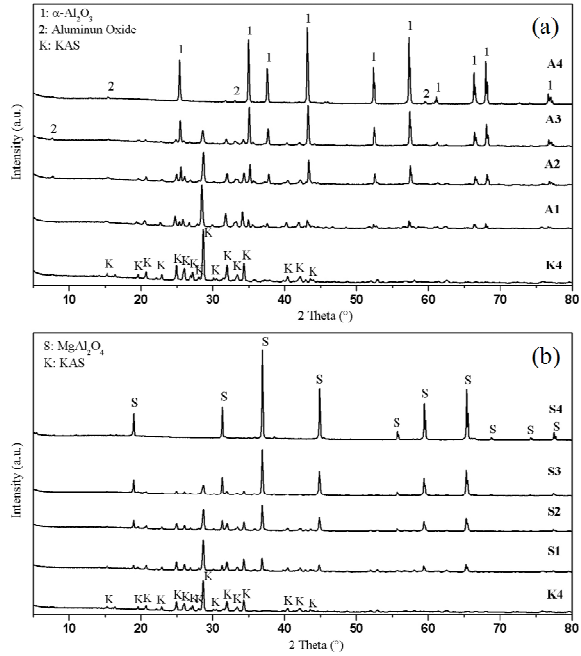 1: α-Al₂O₃
2: Aluminun Oxide
K: KAS
(a)
Intensity (a.u.)
1 1 1 1 1 1 1 1 1 1
2 2 2
A4
2
A3
A2
A1
K
K K K K K K K K K K K K K K K
K4
10 20 30 40 50 60 70 80
2 Theta (°)
S: MgAl₂O₄
K: KAS
(b)
Intensity (a.u.)
S S S S S S S S S S
S4
S3
S2
S1
K
K K K K K K K K K K K K K K K
K4
10 20 30 40 50 60 70 80
2 Theta (°)